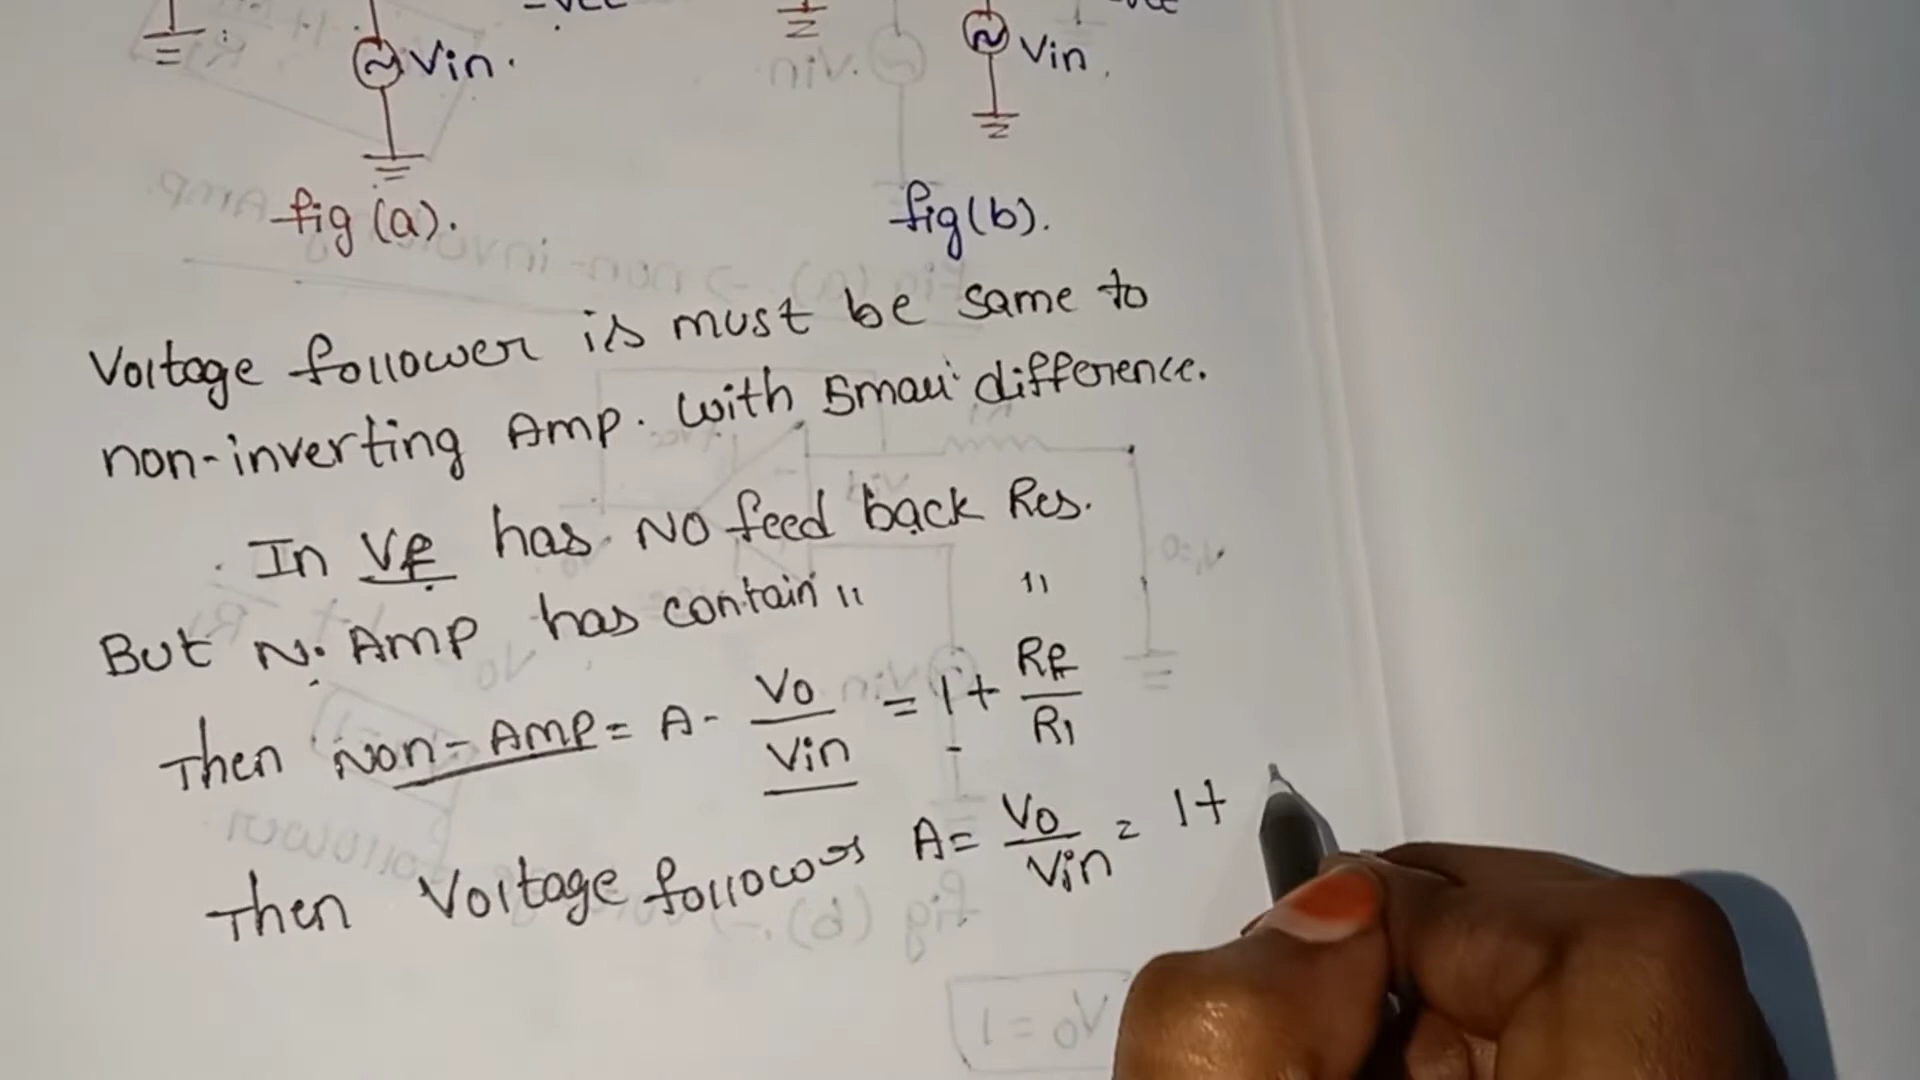 -Vcc
Vin.
Vin
fig (a).
fig (b).
Voltage follower is must be same to
non-inverting Amp. with small difference.
In VF has NO feed back Res.
But N. AMP has contain " "
Then Non-AMP = A - Vo/Vin = 1+ RF/R1
Then Voltage follower A = Vo/Vin = 1+